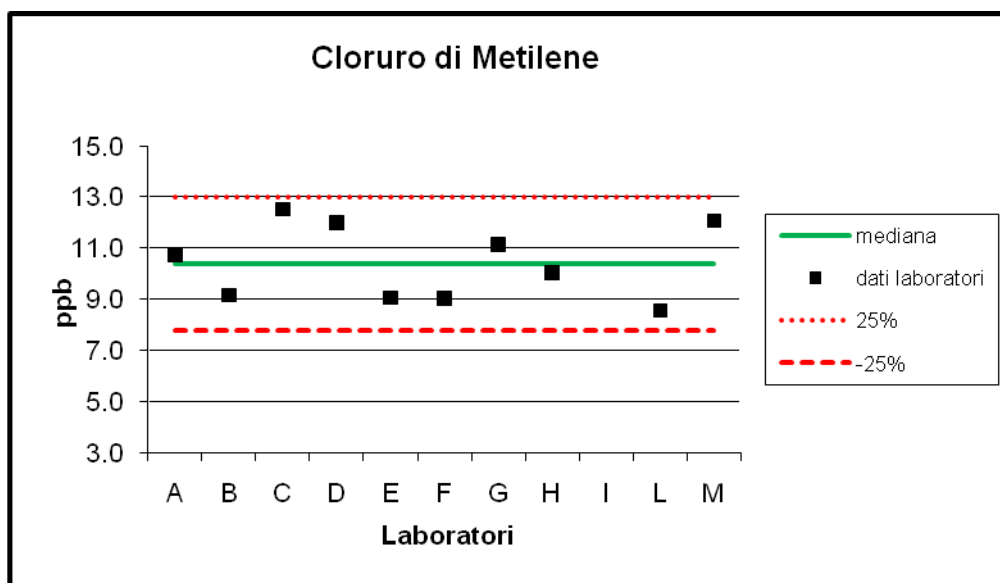 Cloruro di Metilene
15.0
13.0
11.0
9.0
7.0
5.0
3.0
ppb
A B C D E F G H I L M
Laboratori
mediana
dati laboratori
25%
-25%